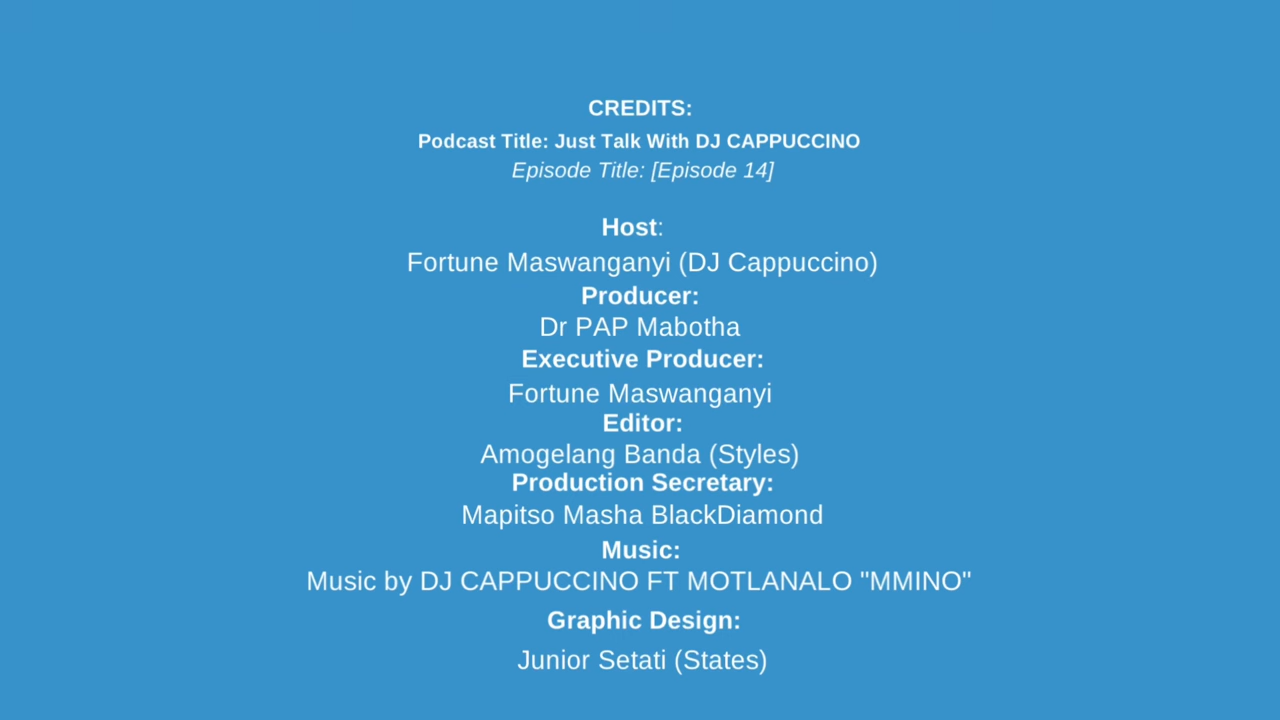 CREDITS:
Podcast Title: Just Talk With DJ CAPPUCCINO
Episode Title: [Episode 14]
Host:
Fortune Maswanganyi (DJ Cappuccino)
Producer:
Dr PAP Mabotha
Executive Producer:
Fortune Maswanganyi
Editor:
Amogelang Banda (Styles)
Production Secretary:
Mapitso Masha BlackDiamond
Music:
Music by DJ CAPPUCCINO FT MOTLANALO "MMINO"
Graphic Design:
Junior Setati (States)